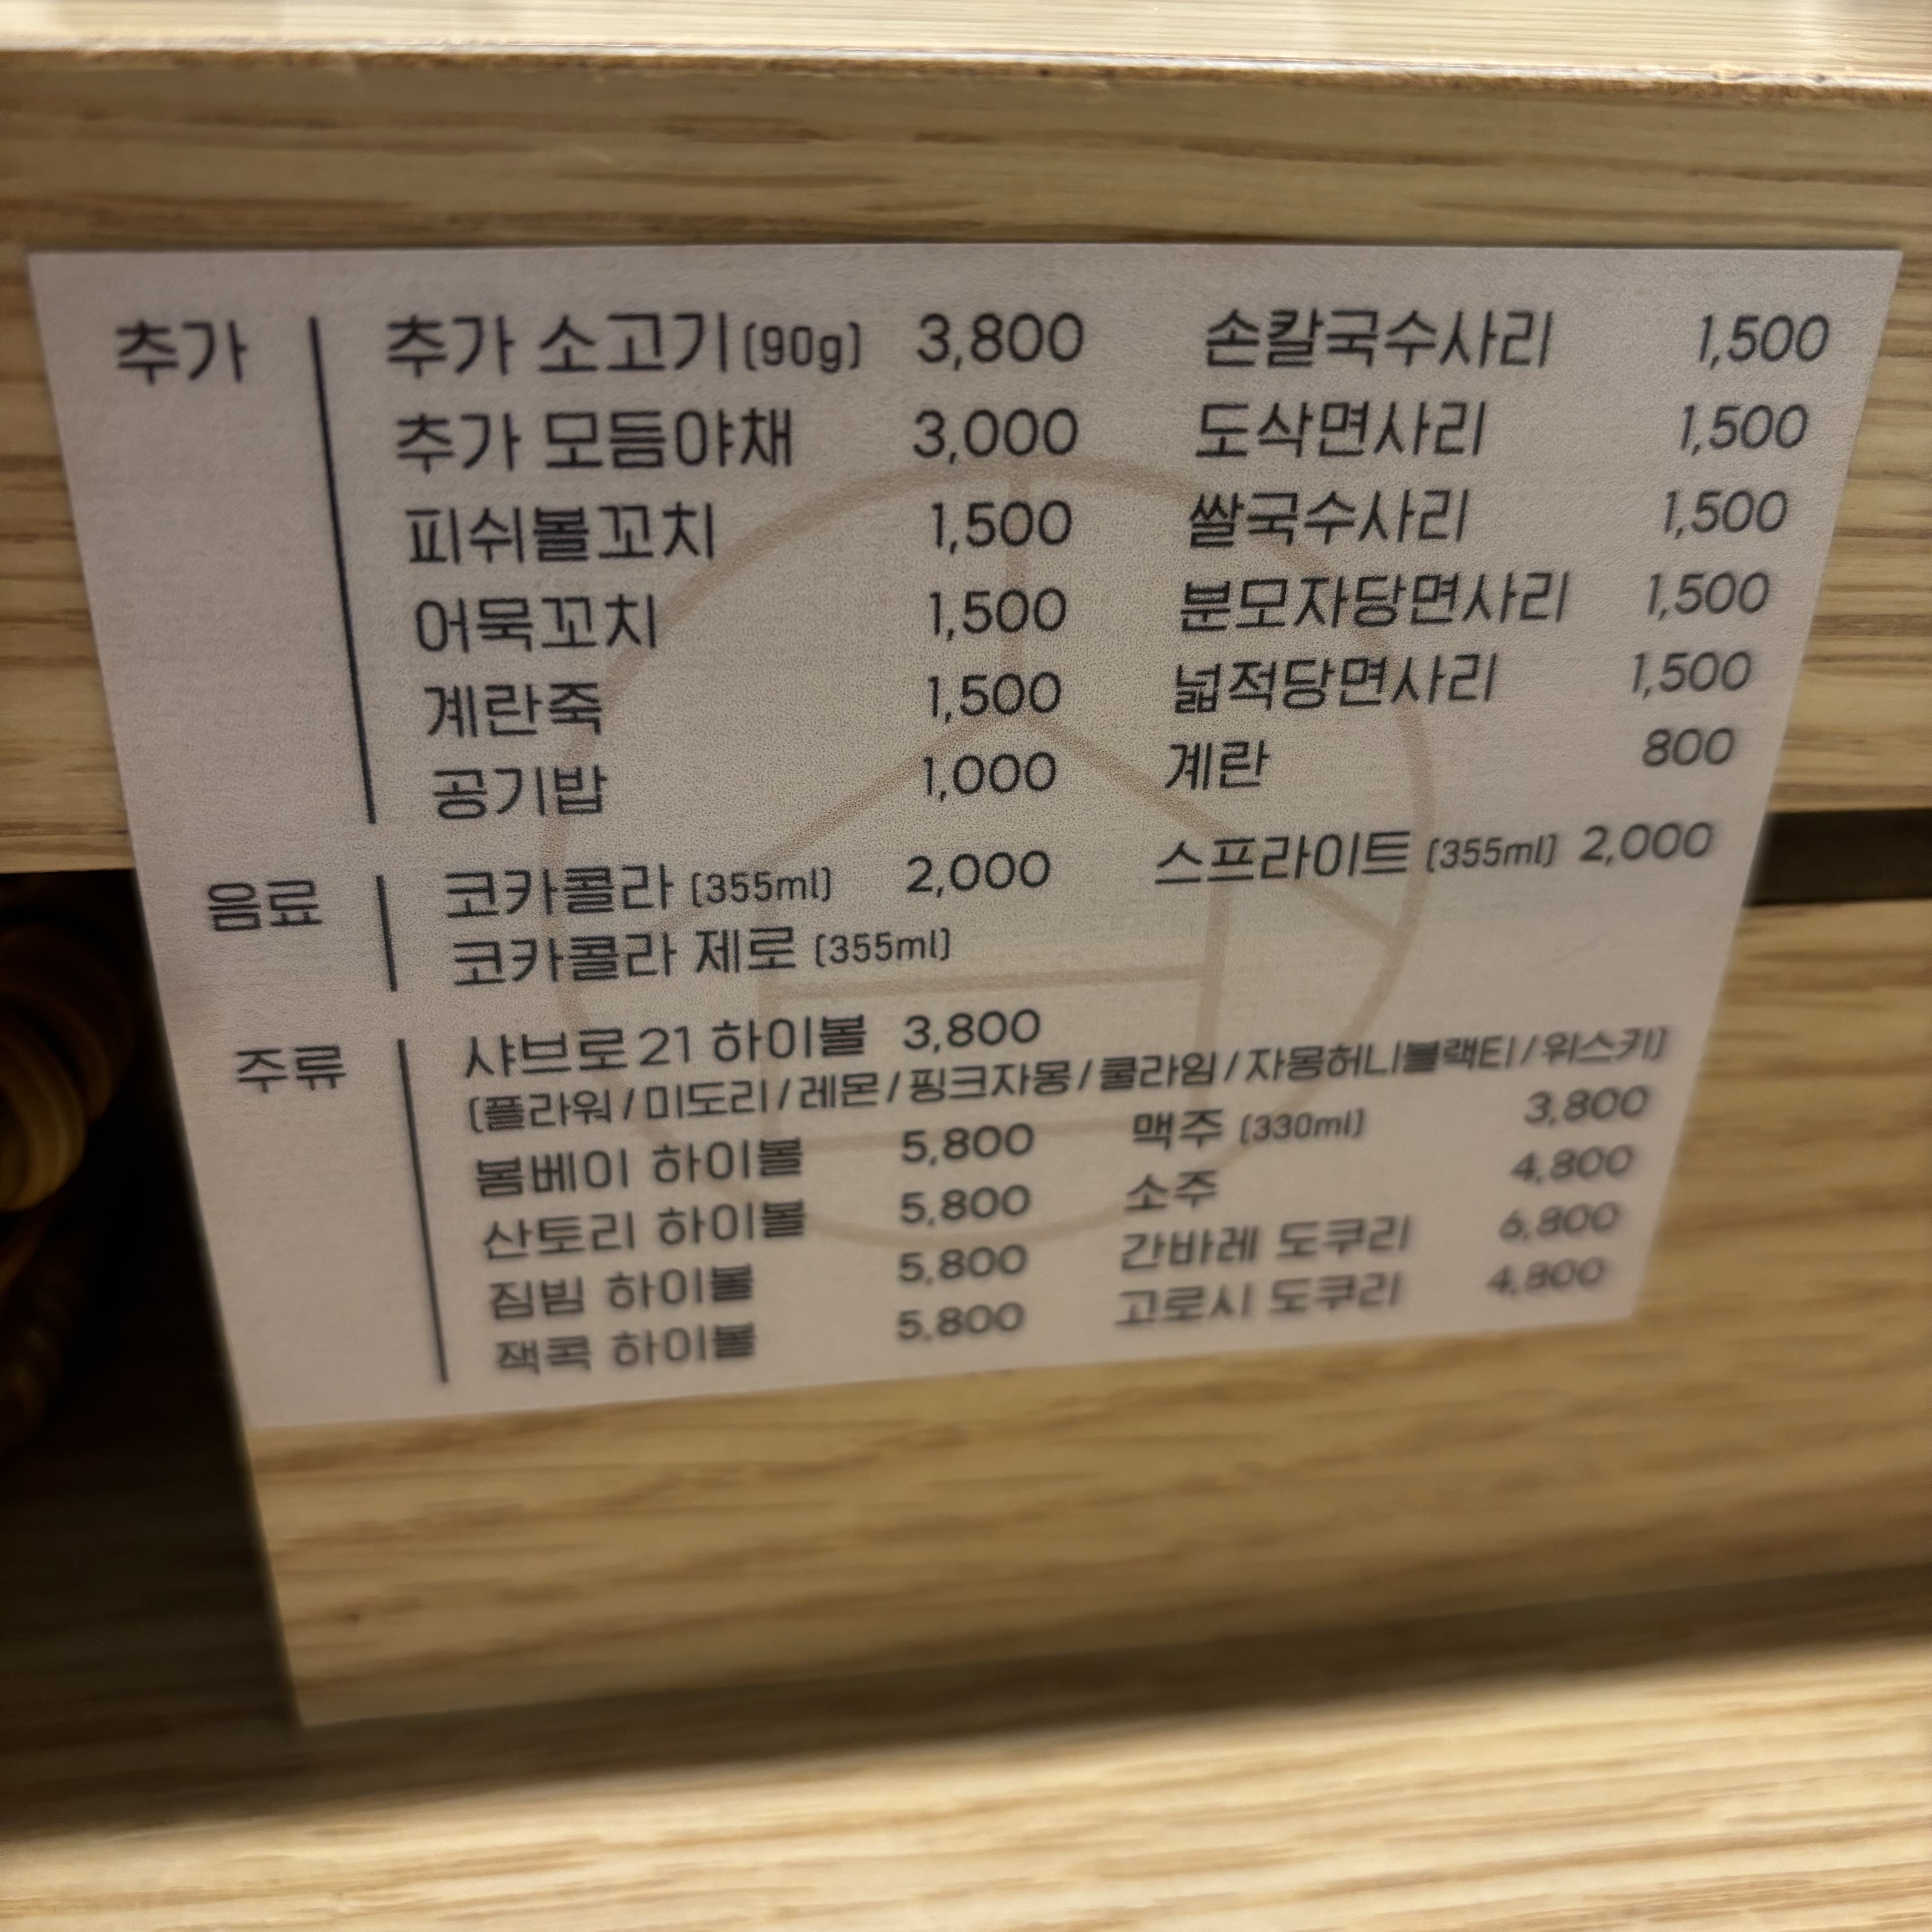 추가
추가 소고기 (90g) 3,800 손칼국수사리 1,500
추가 모듬야채 3,000 도삭면사리 1,500
피쉬볼꼬치 1,500 쌀국수사리 1,500
어묵꼬치 1,500 분모자당면사리 1,500
계란죽 1,500 넓적당면사리 1,500
공기밥 1,000 계란 800
음료
코카콜라 (355ml) 2,000 스프라이트 (355ml) 2,000
코카콜라 제로 (355ml)
주류
샤브로21 하이볼 3,800
(플라워/미도리/레몬/핑크자몽/쿨라임/자몽허니블랙티/위스키)
봄베이 하이볼 5,800 맥주 (330ml) 3,800
산토리 하이볼 5,800 소주 4,800
짐빔 하이볼 5,800 간바레 도쿠리 6,800
잭콕 하이볼 5,800 고로시 도쿠리 4,800